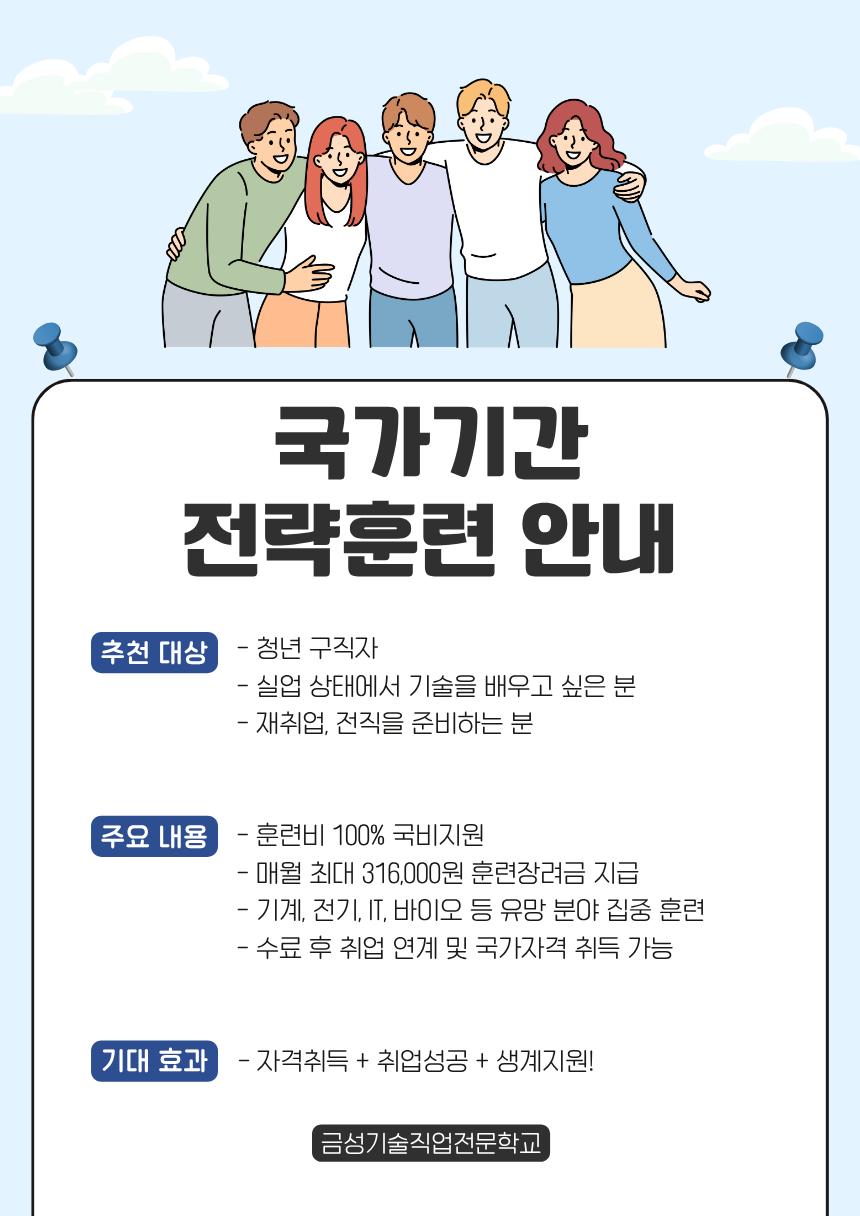 국가기간
전략훈련 안내
추천 대상
- 청년 구직자
- 실업 상태에서 기술을 배우고 싶은 분
- 재취업, 전직을 준비하는 분
주요 내용
- 훈련비 100% 국비지원
- 매월 최대 316,000원 훈련장려금 지급
- 기계, 전기, IT, 바이오 등 유망 분야 집중 훈련
- 수료 후 취업 연계 및 국가자격 취득 가능
기대 효과
- 자격취득 + 취업성공 + 생계지원!
금성기술직업전문학교